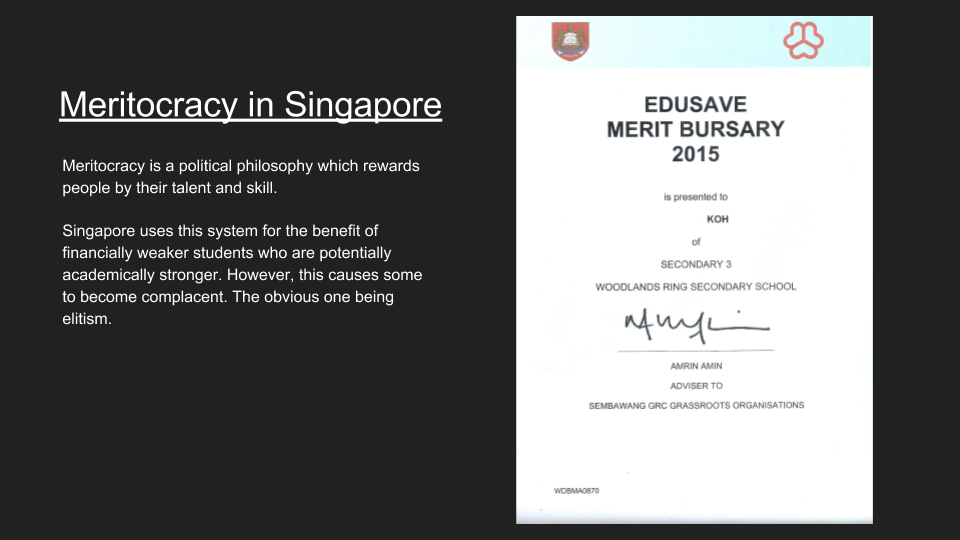 Meritocracy in Singapore
Meritocracy is a political philosophy which rewards
people by their talent and skill.
Singapore uses this system for the benefit of
financially weaker students who are potentially
academically stronger. However, this causes some
to become complacent. The obvious one being
elitism.
EDUSAVE
MERIT BURSARY
2015
is presented to
KOH
of
SECONDARY 3
WOODLANDS RING SECONDARY SCHOOL
AMRIN AMIN
ADVISER TO
SEMBAWANG GRC GRASSROOTS ORGANISATIONS
WDBMA0870